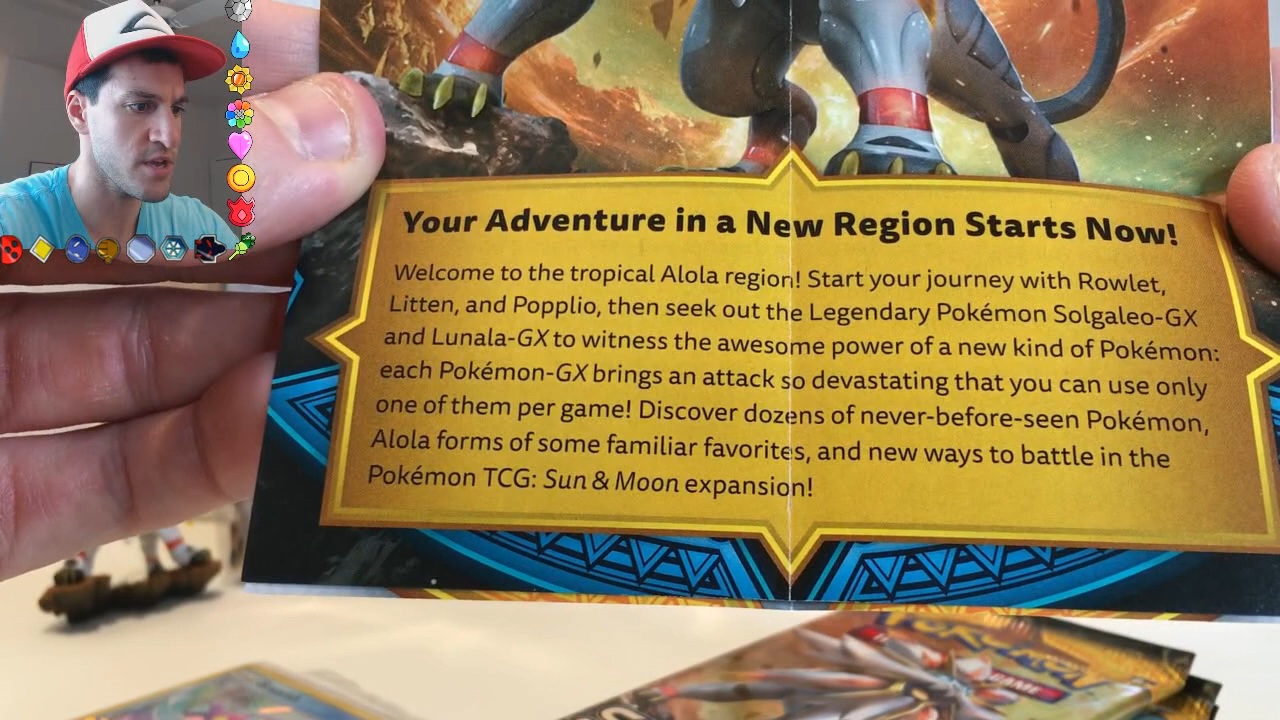 Your Adventure in a New Region Starts Now!
Welcome to the tropical Alola region! Start your journey with Rowlet,
Litten, and Popplio, then seek out the Legendary Pokémon Solgaleo-GX
and Lunala-GX to witness the awesome power of a new kind of Pokémon:
each Pokémon-GX brings an attack so devastating that you can use only
one of them per game! Discover dozens of never-before-seen Pokémon,
Alola forms of some familiar favorites, and new ways to battle in the
Pokémon TCG: Sun & Moon expansion!
POKÉMON
GAME